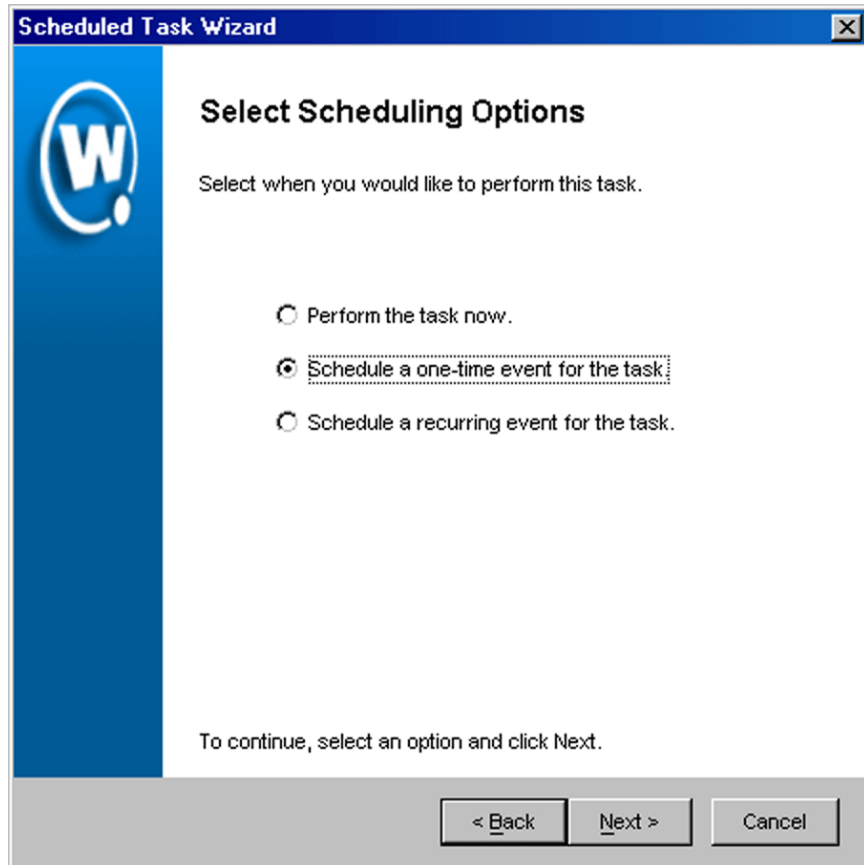 Scheduled Task Wizard
W
Select Scheduling Options
Select when you would like to perform this task.
Perform the task now.
Schedule a one-time event for the task.
Schedule a recurring event for the task.
To continue, select an option and click Next.
< Back Next > Cancel